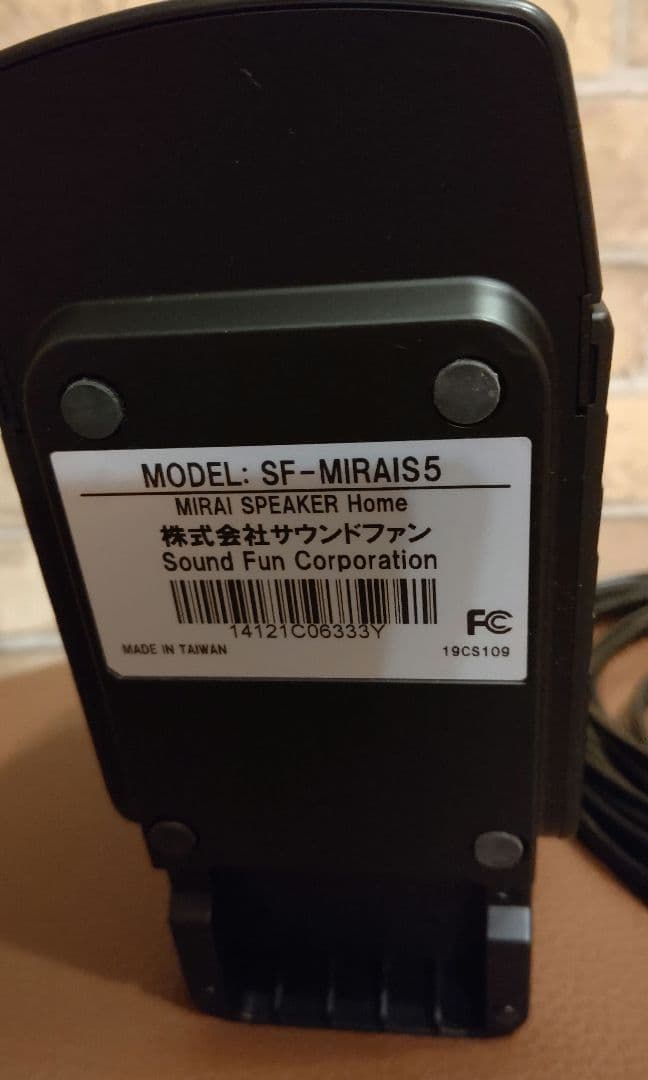 MODEL: SF-MIRAIS5
MIRAI SPEAKER Home
株式会社サウンドファン
Sound Fun Corporation
14121C06333Y
FC
MADE IN TAIWAN
19CS109